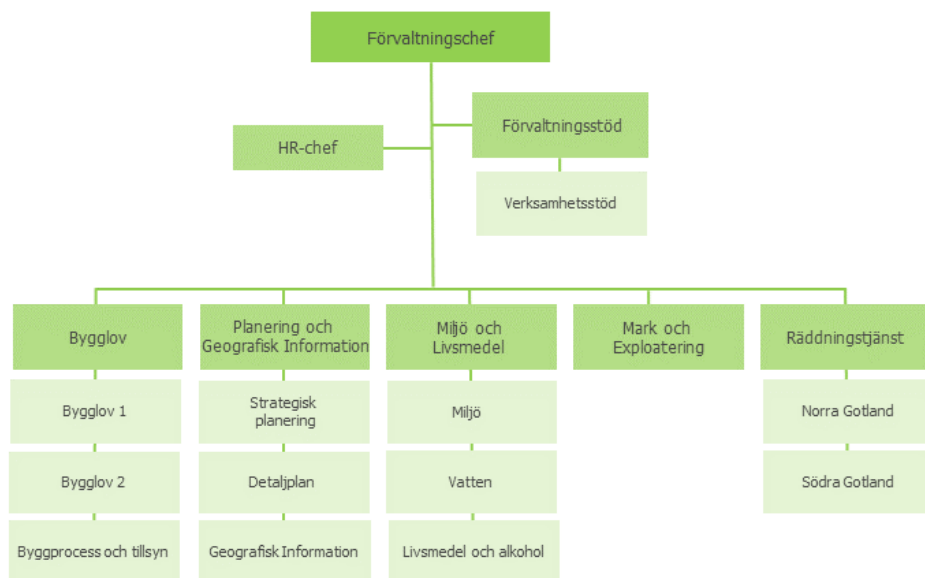 Förvaltningschef
Förvaltningsstöd
HR-chef
Verksamhetsstöd
Bygglov
Planering och
Geografisk Information
Miljö och
Livsmedel
Mark och
Exploatering
Räddningstjänst
Bygglov 1
Strategisk
planering
Miljö
Norra Gotland
Bygglov 2
Detaljplan
Vatten
Södra Gotland
Byggprocess och tillsyn
Geografisk Information
Livsmedel och alkohol